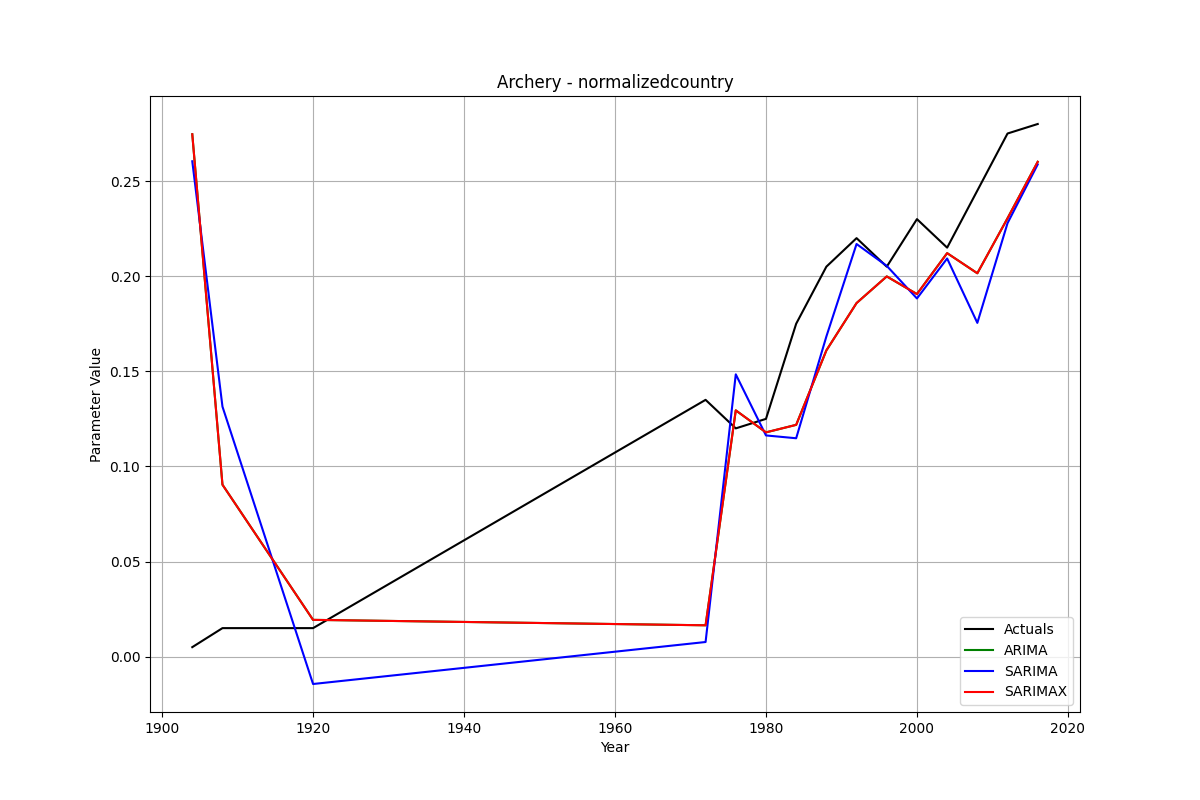 Archery - normalizedcountry
Parameter Value
0.25
0.20
0.15
0.10
0.05
0.00
1900 1920 1940 1960 1980 2000 2020
Year
Actuals
ARIMA
SARIMA
SARIMAX